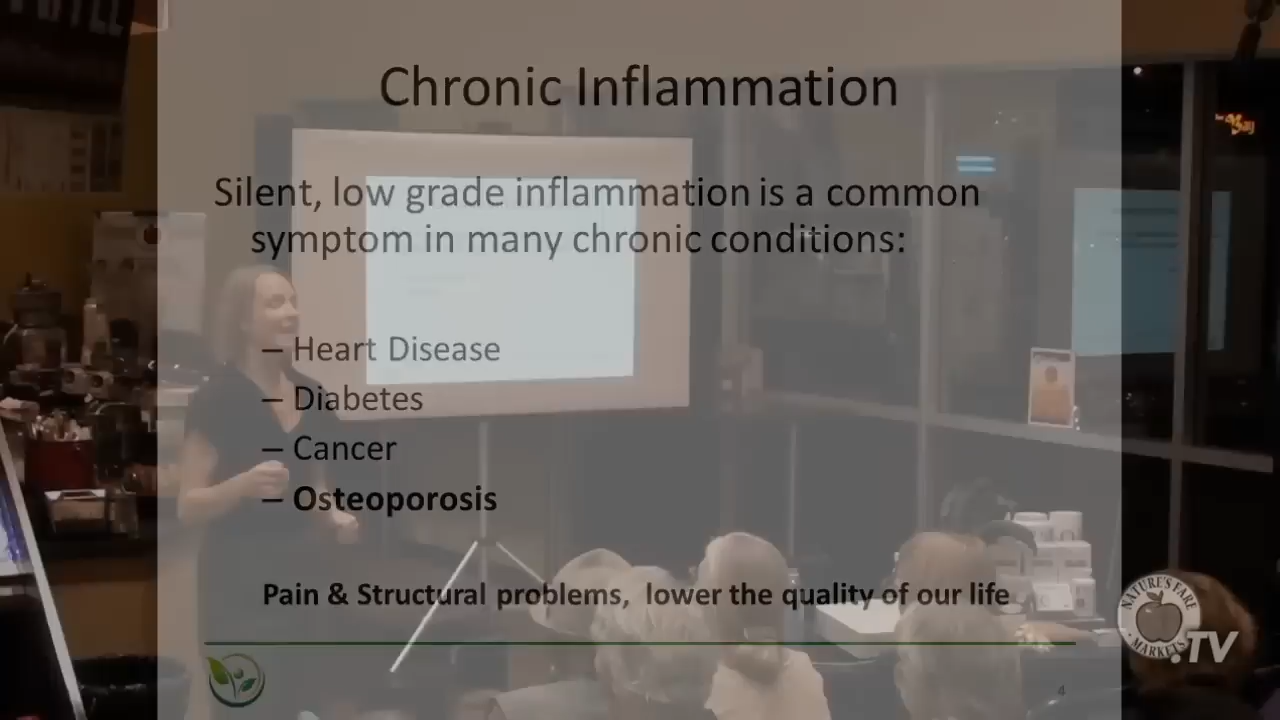 Chronic Inflammation
Silent, low grade inflammation is a common
symptom in many chronic conditions:
– Heart Disease
– Diabetes
– Cancer
– Osteoporosis
Pain & Structural problems, lower the quality of our life
4
NATURE'S FARE
MARKETS
.TV